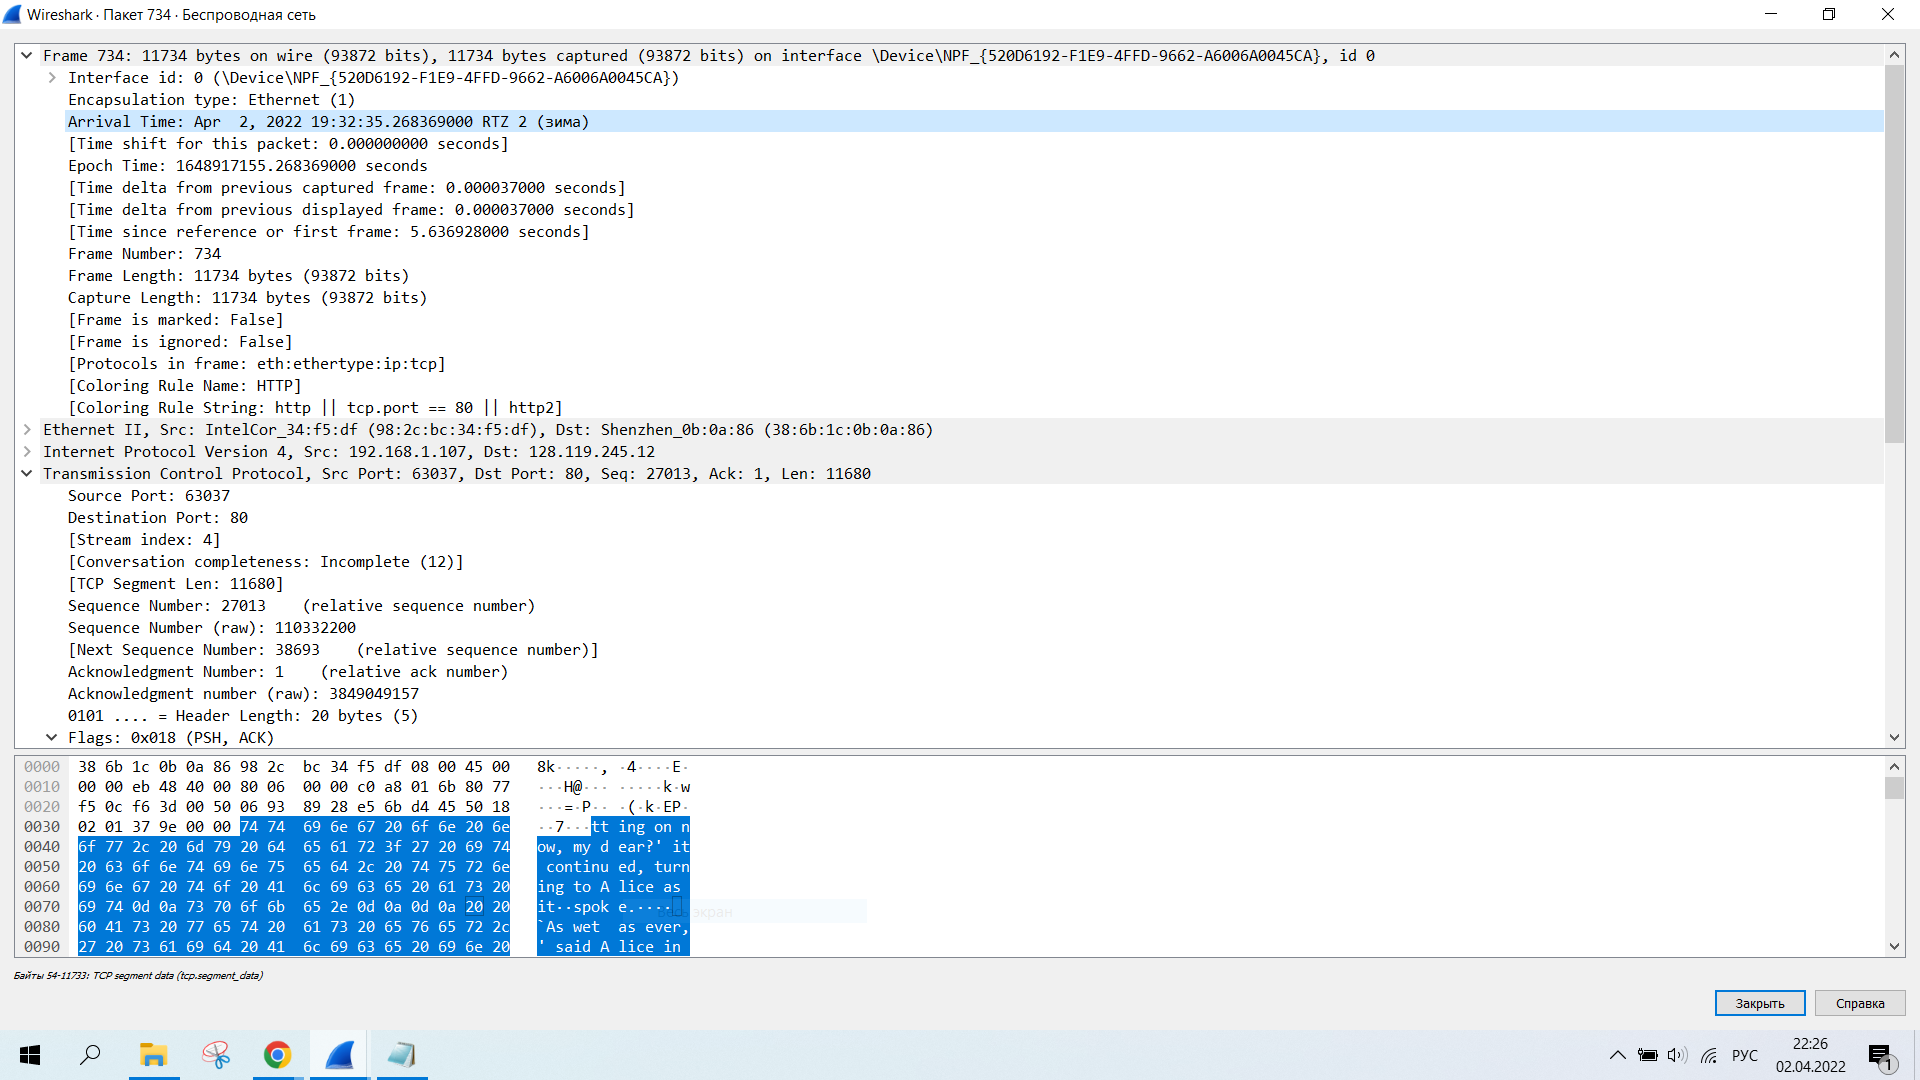 Wireshark · Пакет 734 · Беспроводная сеть
Frame 734: 11734 bytes on wire (93872 bits), 11734 bytes captured (93872 bits) on interface \Device\NPF_{520D6192-F1E9-4FFD-9662-A6006A0045CA}, id 0
Interface id: 0 (\Device\NPF_{520D6192-F1E9-4FFD-9662-A6006A0045CA})
Encapsulation type: Ethernet (1)
Arrival Time: Apr  2, 2022 19:32:35.268369000 RTZ 2 (зима)
[Time shift for this packet: 0.000000000 seconds]
Epoch Time: 1648917155.268369000 seconds
[Time delta from previous captured frame: 0.000037000 seconds]
[Time delta from previous displayed frame: 0.000037000 seconds]
[Time since reference or first frame: 5.636928000 seconds]
Frame Number: 734
Frame Length: 11734 bytes (93872 bits)
Capture Length: 11734 bytes (93872 bits)
[Frame is marked: False]
[Frame is ignored: False]
[Protocols in frame: eth:ethertype:ip:tcp]
[Coloring Rule Name: HTTP]
[Coloring Rule String: http || tcp.port == 80 || http2]
Ethernet II, Src: IntelCor_34:f5:df (98:2c:bc:34:f5:df), Dst: Shenzhen_0b:0a:86 (38:6b:1c:0b:0a:86)
Internet Protocol Version 4, Src: 192.168.1.107, Dst: 128.119.245.12
Transmission Control Protocol, Src Port: 63037, Dst Port: 80, Seq: 27013, Ack: 1, Len: 11680
Source Port: 63037
Destination Port: 80
[Stream index: 4]
[Conversation completeness: Incomplete (12)]
[TCP Segment Len: 11680]
Sequence Number: 27013    (relative sequence number)
Sequence Number (raw): 110332200
[Next Sequence Number: 38693    (relative sequence number)]
Acknowledgment Number: 1    (relative ack number)
Acknowledgment number (raw): 3849049157
0101 .... = Header Length: 20 bytes (5)
Flags: 0x018 (PSH, ACK)
0000  38 6b 1c 0b 0a 86 98 2c  bc 34 f5 df 08 00 45 00   8k·····, ·4····E·
0010  00 00 eb 48 40 00 80 06  00 00 c0 a8 01 6b 80 77   ···H@··· ·····k·w
0020  f5 0c f6 3d 00 50 06 93  89 28 e5 6b d4 45 50 18   ···=·P·· ·(·k·EP·
0030  02 01 37 9e 00 00 74 74  69 6e 67 20 6f 6e 20 6e   ··7···tt ing on n
0040  6f 77 2c 20 6d 79 20 64  65 61 72 3f 27 20 69 74   ow, my d ear?' it
0050  20 63 6f 6e 74 69 6e 75  65 64 2c 20 74 75 72 6e    continu ed, turn
0060  69 6e 67 20 74 6f 20 41  6c 69 63 65 20 61 73 20   ing to A lice as
0070  69 74 0d 0a 73 70 6f 6b  65 2e 0d 0a 0d 0a 20 20   it··spok e.····
0080  60 41 73 20 77 65 74 20  61 73 20 65 76 65 72 2c   `As wet  as ever,
0090  27 20 73 61 69 64 20 41  6c 69 63 65 20 69 6e 20   ' said A lice in
экран
Байты 54-11733: TCP segment data (tcp.segment_data)
Закрыть Справка
РУС
22:26
02.04.2022
1